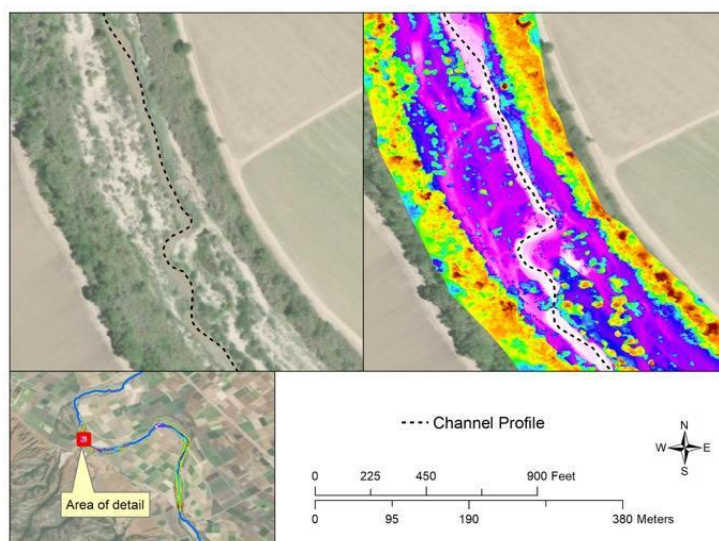 Area of detail
Channel Profile
N
W E
S
0 225 450 900 Feet
0 95 190 380 Meters